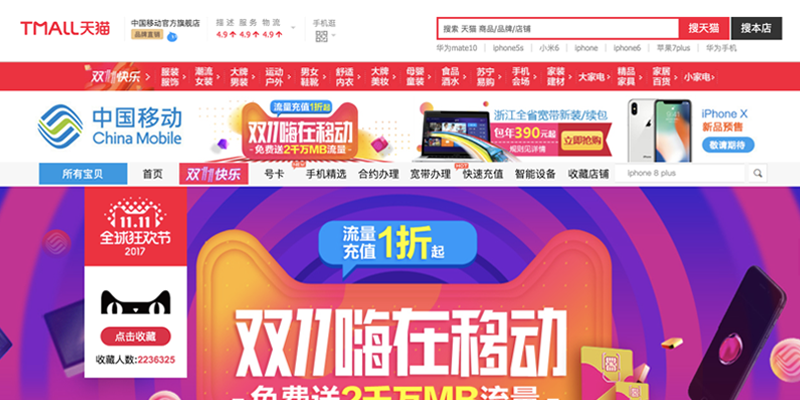 TMALL天猫
中国移动官方旗舰店
品牌直销
描述 服务 物流
4.9 4.9 4.9
手机逛
搜索 天猫 商品/品牌/店铺
搜天猫
搜本店
华为mate10 iphone5s 小米6 iphone iphone6 苹果7plus 华为手机
双11快乐
服装服饰
潮流女装
大牌男装
运动户外
男女鞋靴
舒适内衣
大牌美妆
母婴童装
食品酒水
苏宁易购
手机会场
家装建材
大家电
精品家具
家居百货
小家电
中国移动
China Mobile
流量充值1折起
双11嗨在移动
免费送2千万MB流量
浙江全省宽带新装/续包
包年390元起
规则见详情
立即抢购
iPhone X
新品预售
敬请期待
所有宝贝 首页 双11快乐 号卡 手机精选 合约办理 宽带办理 快速充值 智能设备 收藏店铺
HOT
iphone 8 plus
11.11
全球狂欢节
2017
点击收藏
收藏人数:2236325
流量充值1折起
双11嗨在移动
免费送2千万MB流量